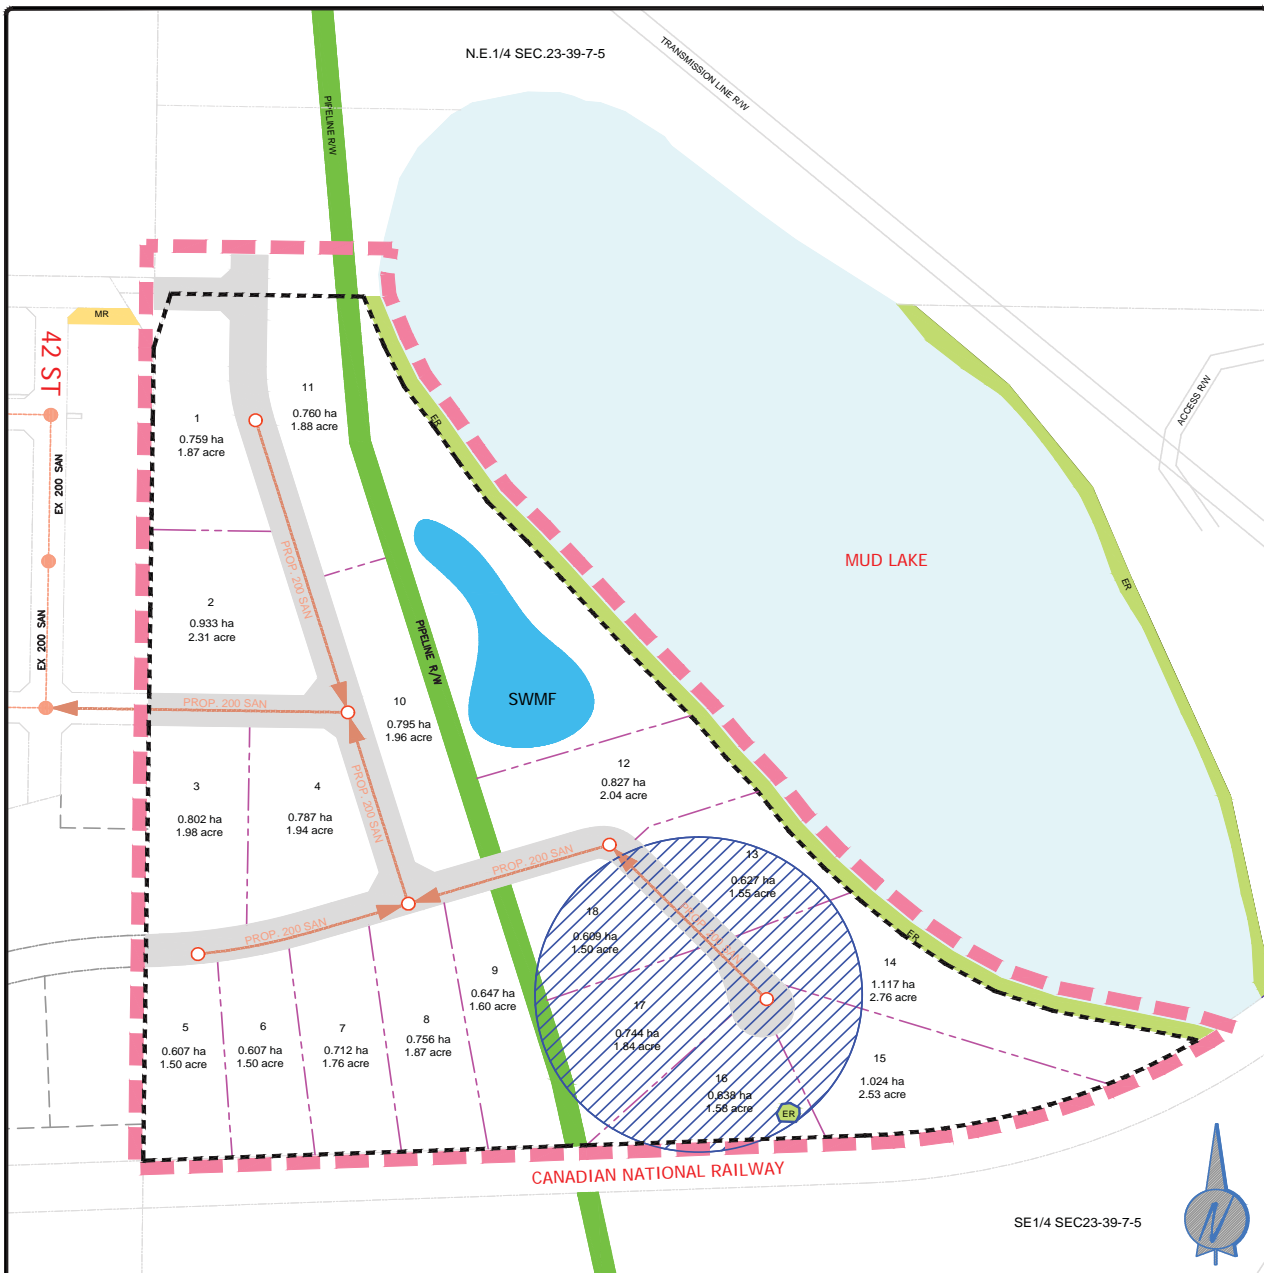 N.E.1/4 SEC.23-39-7-5
TRANSMISSION LINE R/W
PIPELINE R/W
MR
42 ST
EX 200 SAN
EX 200 SAN
ACCESS R/W
ER
ER
MUD LAKE
11
0.760 ha
1.88 acre
1
0.759 ha
1.87 acre
PROP. 200 SAN
2
0.933 ha
2.31 acre
PIPELINE R/W
SWMF
PROP. 200 SAN
10
0.795 ha
1.96 acre
12
0.827 ha
2.04 acre
3
0.802 ha
1.98 acre
4
0.787 ha
1.94 acre
PROP. 200 SAN
PROP. 200 SAN
13
0.627 ha
1.55 acre
18
0.609 ha
1.50 acre
PROP. 200 SAN
PROP. 200 SAN
ER
14
1.117 ha
2.76 acre
9
0.647 ha
1.60 acre
17
0.744 ha
1.84 acre
5
0.607 ha
1.50 acre
6
0.607 ha
1.50 acre
7
0.712 ha
1.76 acre
8
0.756 ha
1.87 acre
15
1.024 ha
2.53 acre
16
0.638 ha
1.58 acre
ER
CANADIAN NATIONAL RAILWAY
SE1/4 SEC23-39-7-5
N